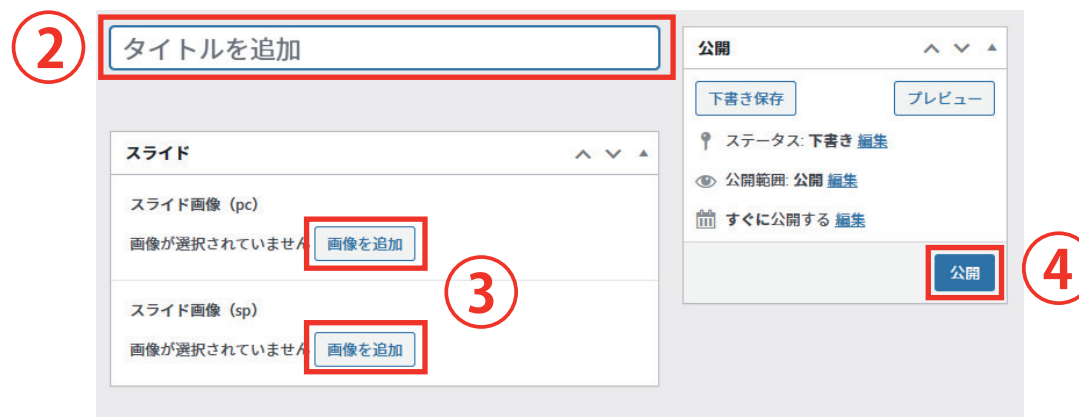 ②
タイトルを追加
スライド
スライド画像（pc）
画像が選択されていません 画像を追加
③
スライド画像（sp）
画像が選択されていません 画像を追加
公開
下書き保存 プレビュー
ステータス: 下書き 編集
公開範囲: 公開 編集
すぐに公開する 編集
公開
④